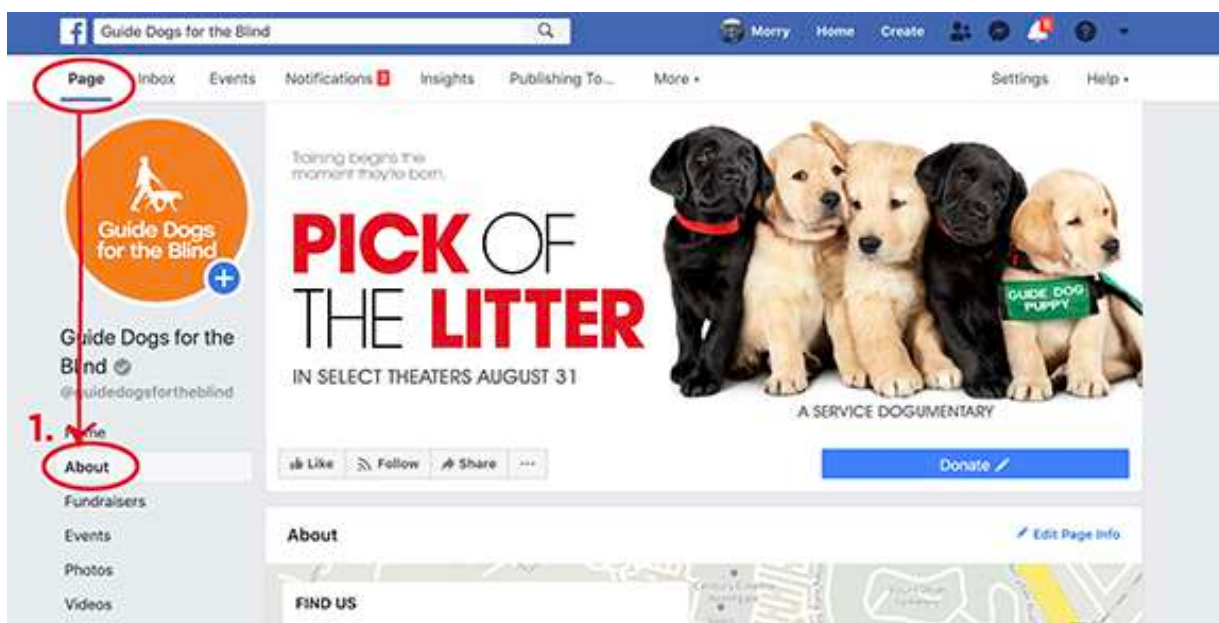 Guide Dogs for the Blind
Morry Home Create
Page Inbox Events Notifications 3 Insights Publishing To... More Settings Help
Training begins the
moment they're born.
PICK OF
THE LITTER
IN SELECT THEATERS AUGUST 31
GUIDE DOG
PUPPY
A SERVICE DOGUMENTARY
Guide Dogs
for the Blind
Guide Dogs for the
Blind
@guidedogsfortheblind
1.
Home
About
Fundraisers
Events
Photos
Videos
Like Follow Share ...
Donate
About
Edit Page Info
FIND US